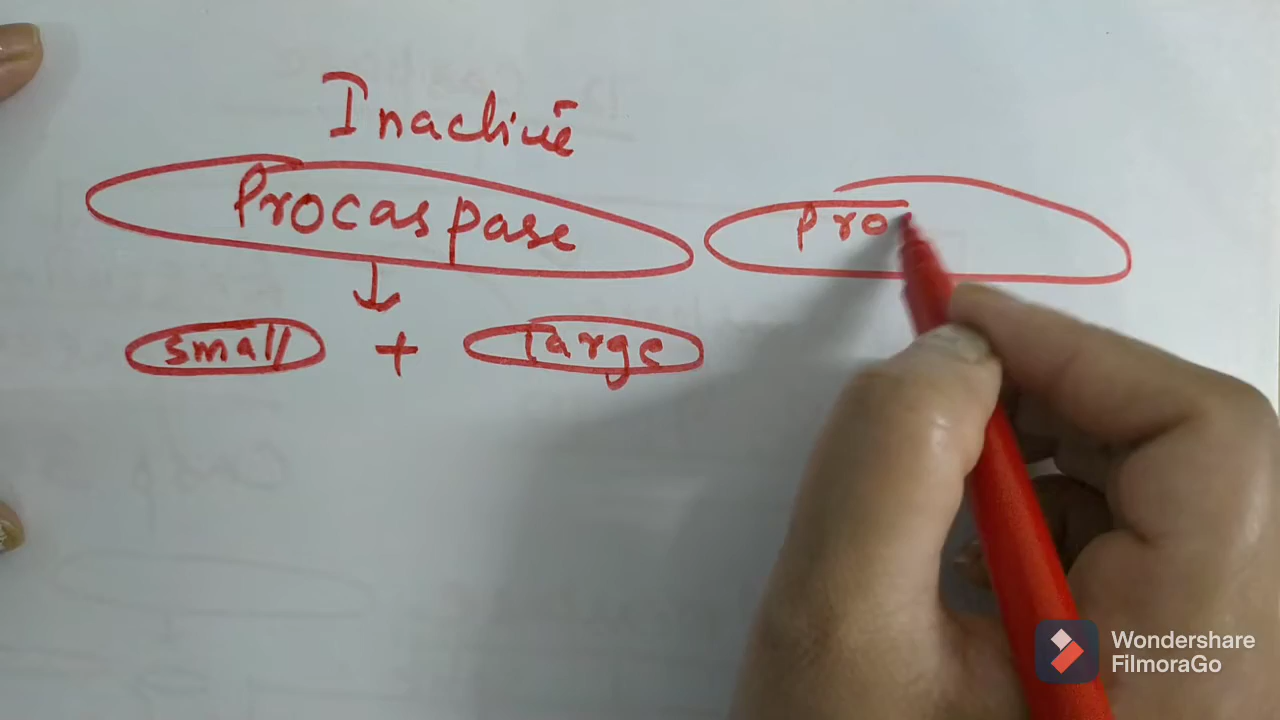 Inactive
Procaspase Pro
small + large
Wondershare
FilmoraGo